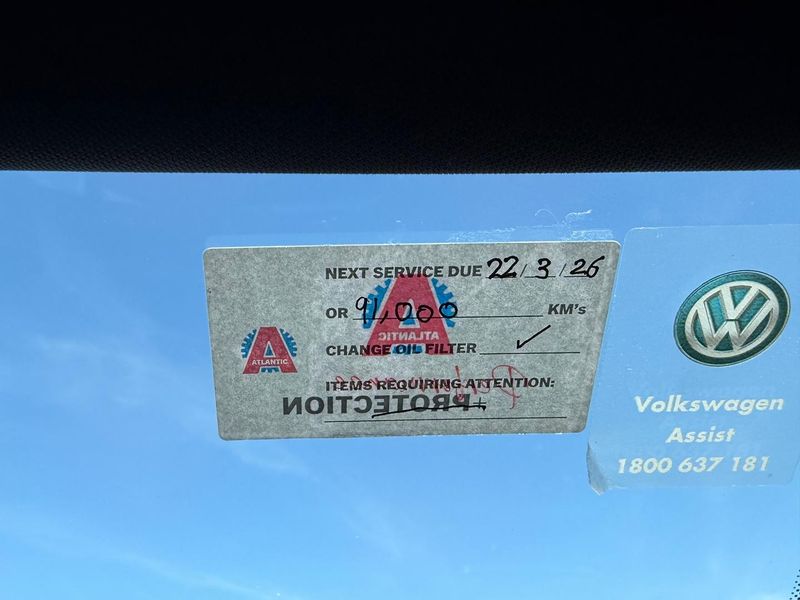 NEXT SERVICE DUE 22/3/26
OR 91,000 KM's
CHANGE OIL FILTER ✓
ITEMS REQUIRING ATTENTION:
ATLANTIC
ATLANTIC
PROTECTION
Volkswagen
Assist
1800 637 181